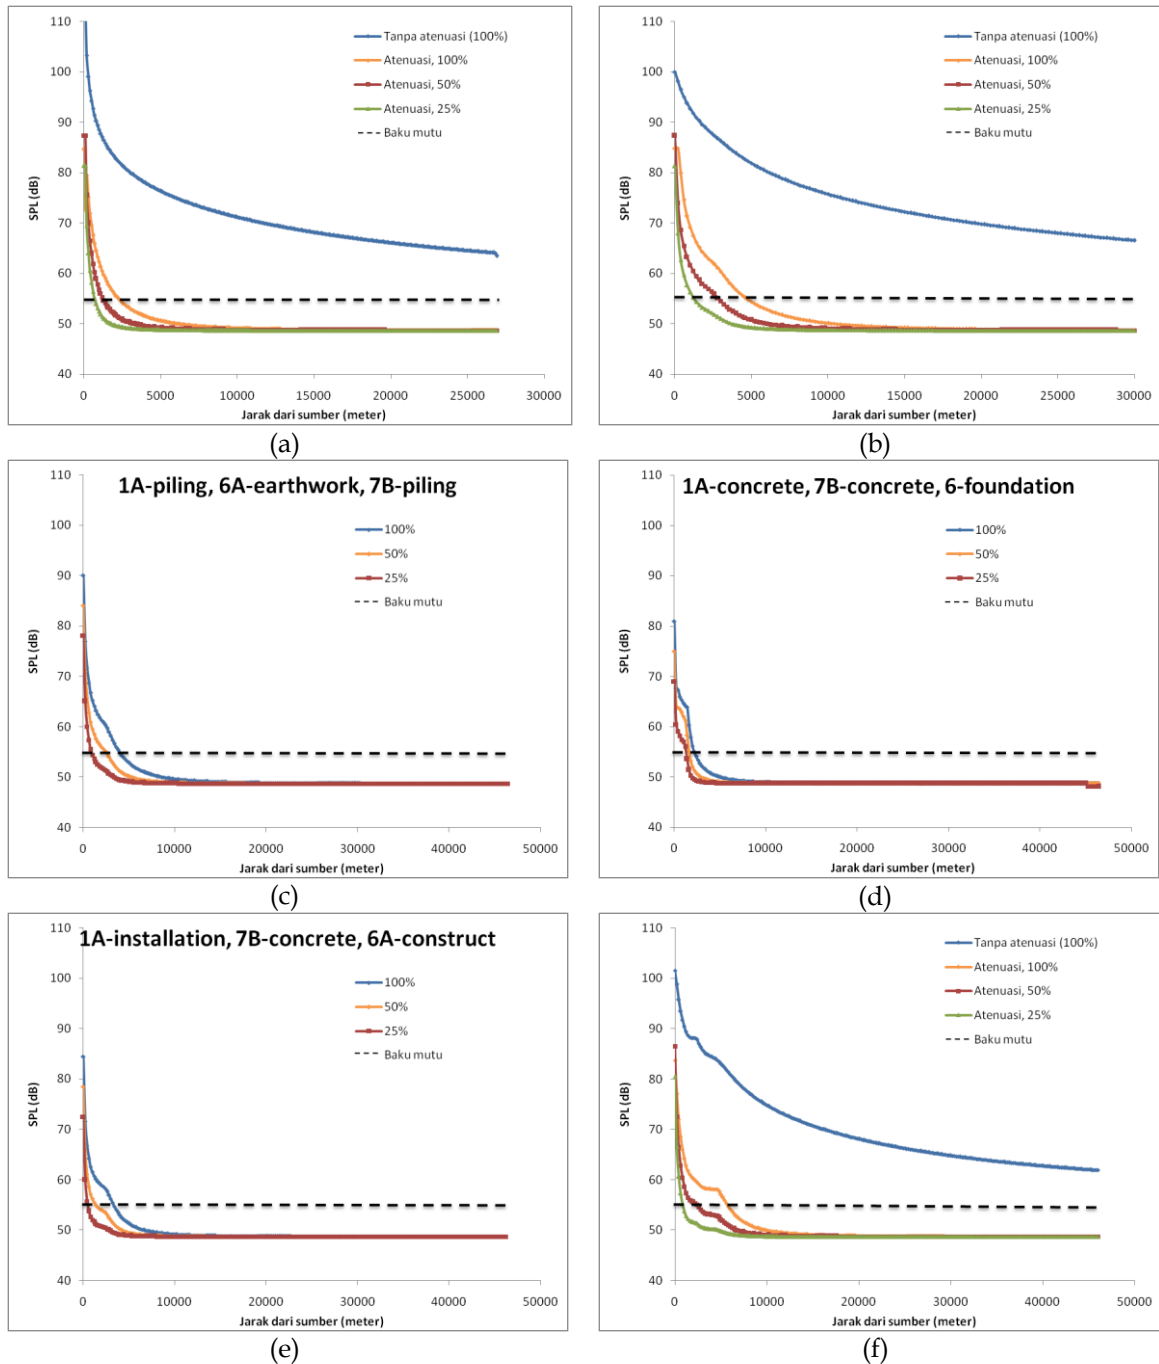 110
100
90
80
70
60
50
40
SPL (dB)
0
5000
10000
15000
20000
25000
30000
Jarak dari sumber (meter)
Tanpa atenuasi (100%)
Atenuasi, 100%
Atenuasi, 50%
Atenuasi, 25%
Baku mutu
(a)
110
100
90
80
70
60
50
40
SPL (dB)
0
5000
10000
15000
20000
25000
30000
Jarak dari sumber (meter)
Tanpa atenuasi (100%)
Atenuasi, 100%
Atenuasi, 50%
Atenuasi, 25%
Baku mutu
(b)
1A-piling, 6A-earthwork, 7B-piling
110
100
90
80
70
60
50
40
SPL (dB)
0
10000
20000
30000
40000
50000
Jarak dari sumber (meter)
100%
50%
25%
Baku mutu
(c)
1A-concrete, 7B-concrete, 6-foundation
110
100
90
80
70
60
50
40
SPL (dB)
0
10000
20000
30000
40000
50000
Jarak dari sumber (meter)
100%
50%
25%
Baku mutu
(d)
1A-installation, 7B-concrete, 6A-construct
110
100
90
80
70
60
50
40
SPL (dB)
0
10000
20000
30000
40000
50000
Jarak dari sumber (meter)
100%
50%
25%
Baku mutu
(e)
110
100
90
80
70
60
50
40
SPL (dB)
0
10000
20000
30000
40000
50000
Jarak dari sumber (meter)
Tanpa atenuasi (100%)
Atenuasi, 100%
Atenuasi, 50%
Atenuasi, 25%
Baku mutu
(f)